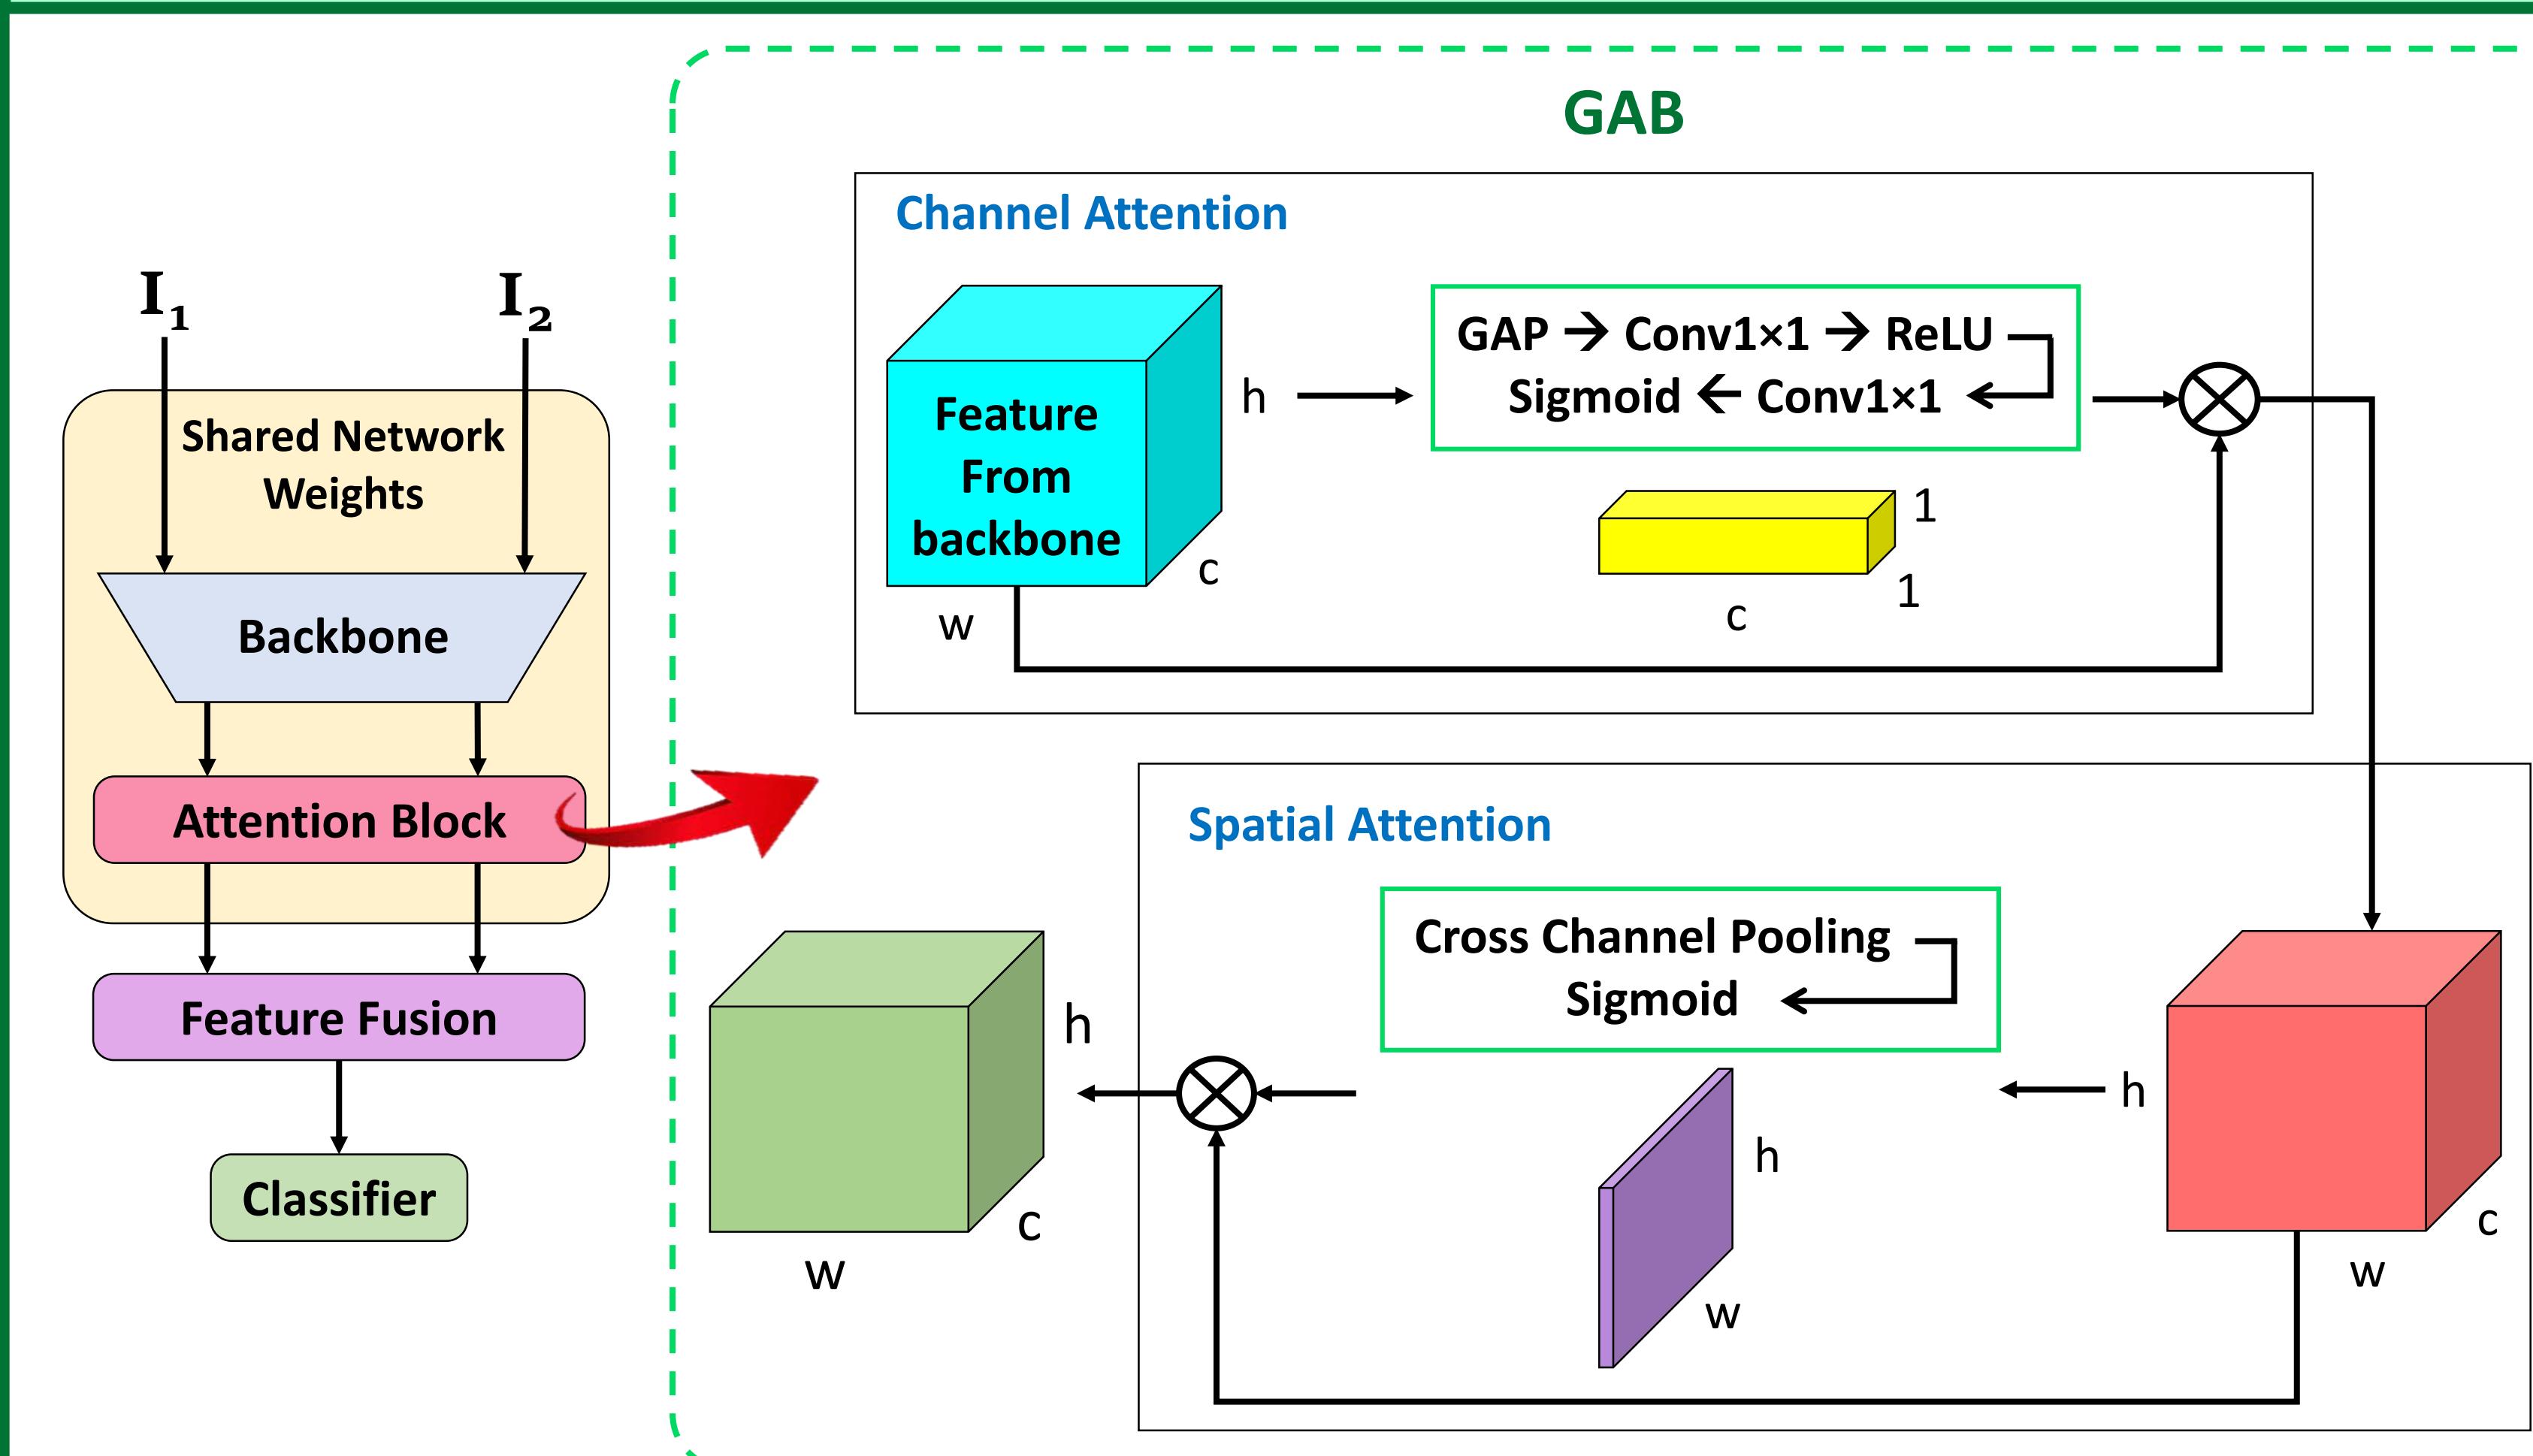 I₁
I₂
Shared Network
Weights
Backbone
Attention Block
Feature Fusion
Classifier
GAB
Channel Attention
Feature
From
backbone
h
c
w
GAP → Conv1×1 → ReLU
Sigmoid ← Conv1×1
1
1
c
Spatial Attention
Cross Channel Pooling
Sigmoid
h
w
h
c
w
h
c
w